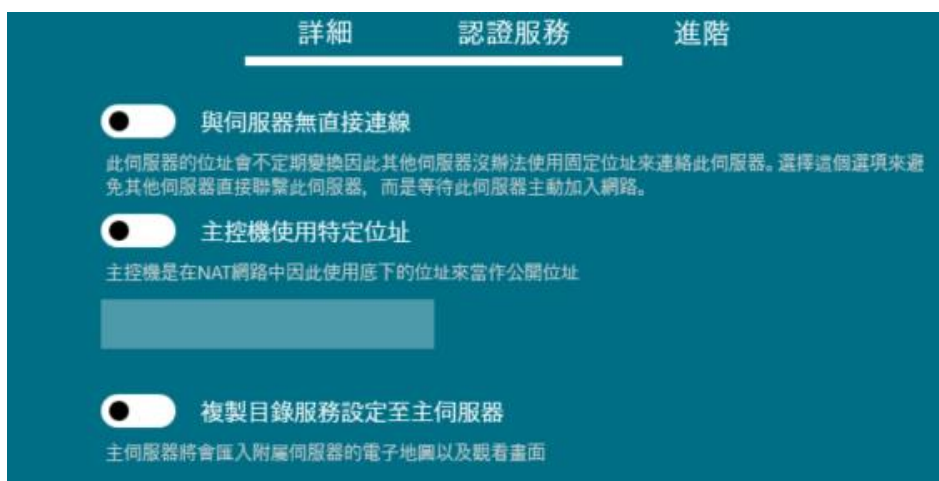 詳細 認證服務 進階
與伺服器無直接連線
此伺服器的位址會不定期變換因此其他伺服器沒辦法使用固定位址來連絡此伺服器。選擇這個選項來避
免其他伺服器直接聯繫此伺服器，而是等待此伺服器主動加入網路。
主控機使用特定位址
主控機是在NAT網路中因此使用底下的位址來當作公開位址
複製目錄服務設定至主伺服器
主伺服器將會匯入附屬伺服器的電子地圖以及觀看畫面